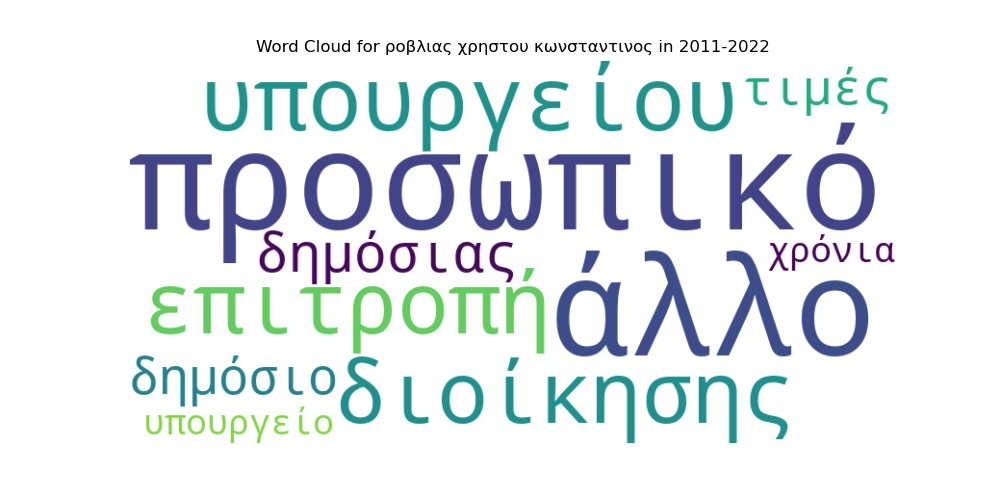 Word Cloud for ροβλιας χρηστου κωνσταντινος in 2011-2022
υπουργείου τιμές
προσωπικό
δημόσιας χρόνια
επιτροπή άλλο
δημόσιο διοίκησης
υπουργείο